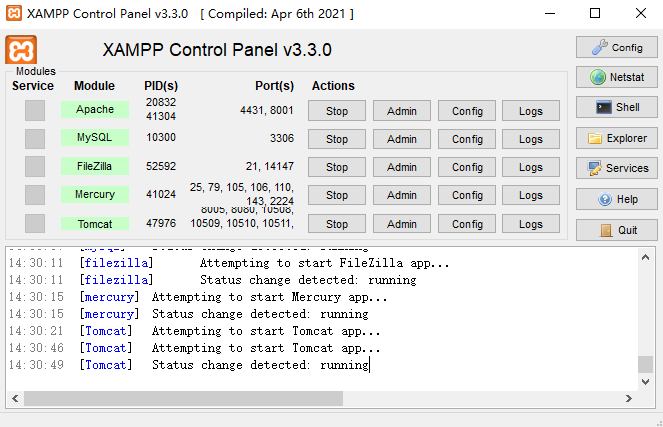 XAMPP Control Panel v3.3.0 [ Compiled: Apr 6th 2021 ]
XAMPP Control Panel v3.3.0
Config
Modules
Service Module PID(s) Port(s) Actions
Netstat
Apache 20832 41304 4431, 8001 Stop Admin Config Logs
Shell
MySQL 10300 3306 Stop Admin Config Logs
Explorer
FileZilla 52592 21, 14147 Stop Admin Config Logs
Services
Mercury 41024 25, 79, 105, 106, 110, 143, 2224 Stop Admin Config Logs
Help
Tomcat 47976 8005, 8080, 10508, 10509, 10510, 10511, Stop Admin Config Logs
Quit
14:30:11 [filezilla] Attempting to start FileZilla app...
14:30:11 [filezilla] Status change detected: running
14:30:15 [mercury] Attempting to start Mercury app...
14:30:15 [mercury] Status change detected: running
14:30:21 [Tomcat] Attempting to start Tomcat app...
14:30:46 [Tomcat] Attempting to start Tomcat app...
14:30:49 [Tomcat] Status change detected: running